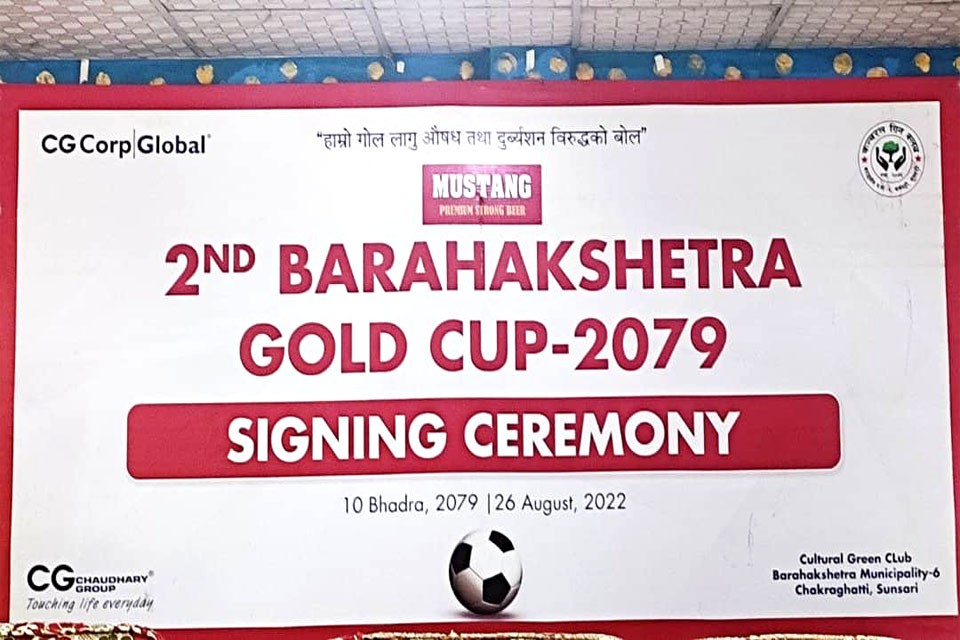 CG Corp|Global®
“हाम्रो गोल लागु औषध तथा दुर्ब्यशन विरुद्धको बोल”
MUSTANG
PREMIUM STRONG BEER
2ND BARAHAKSHETRA
GOLD CUP-2079
SIGNING CEREMONY
10 Bhadra, 2079 | 26 August, 2022
CG CHAUDHARY®
GROUP
Touching life everyday
Cultural Green CLub
Barahakshetra Municipality-6
Chakraghatti, Sunsari